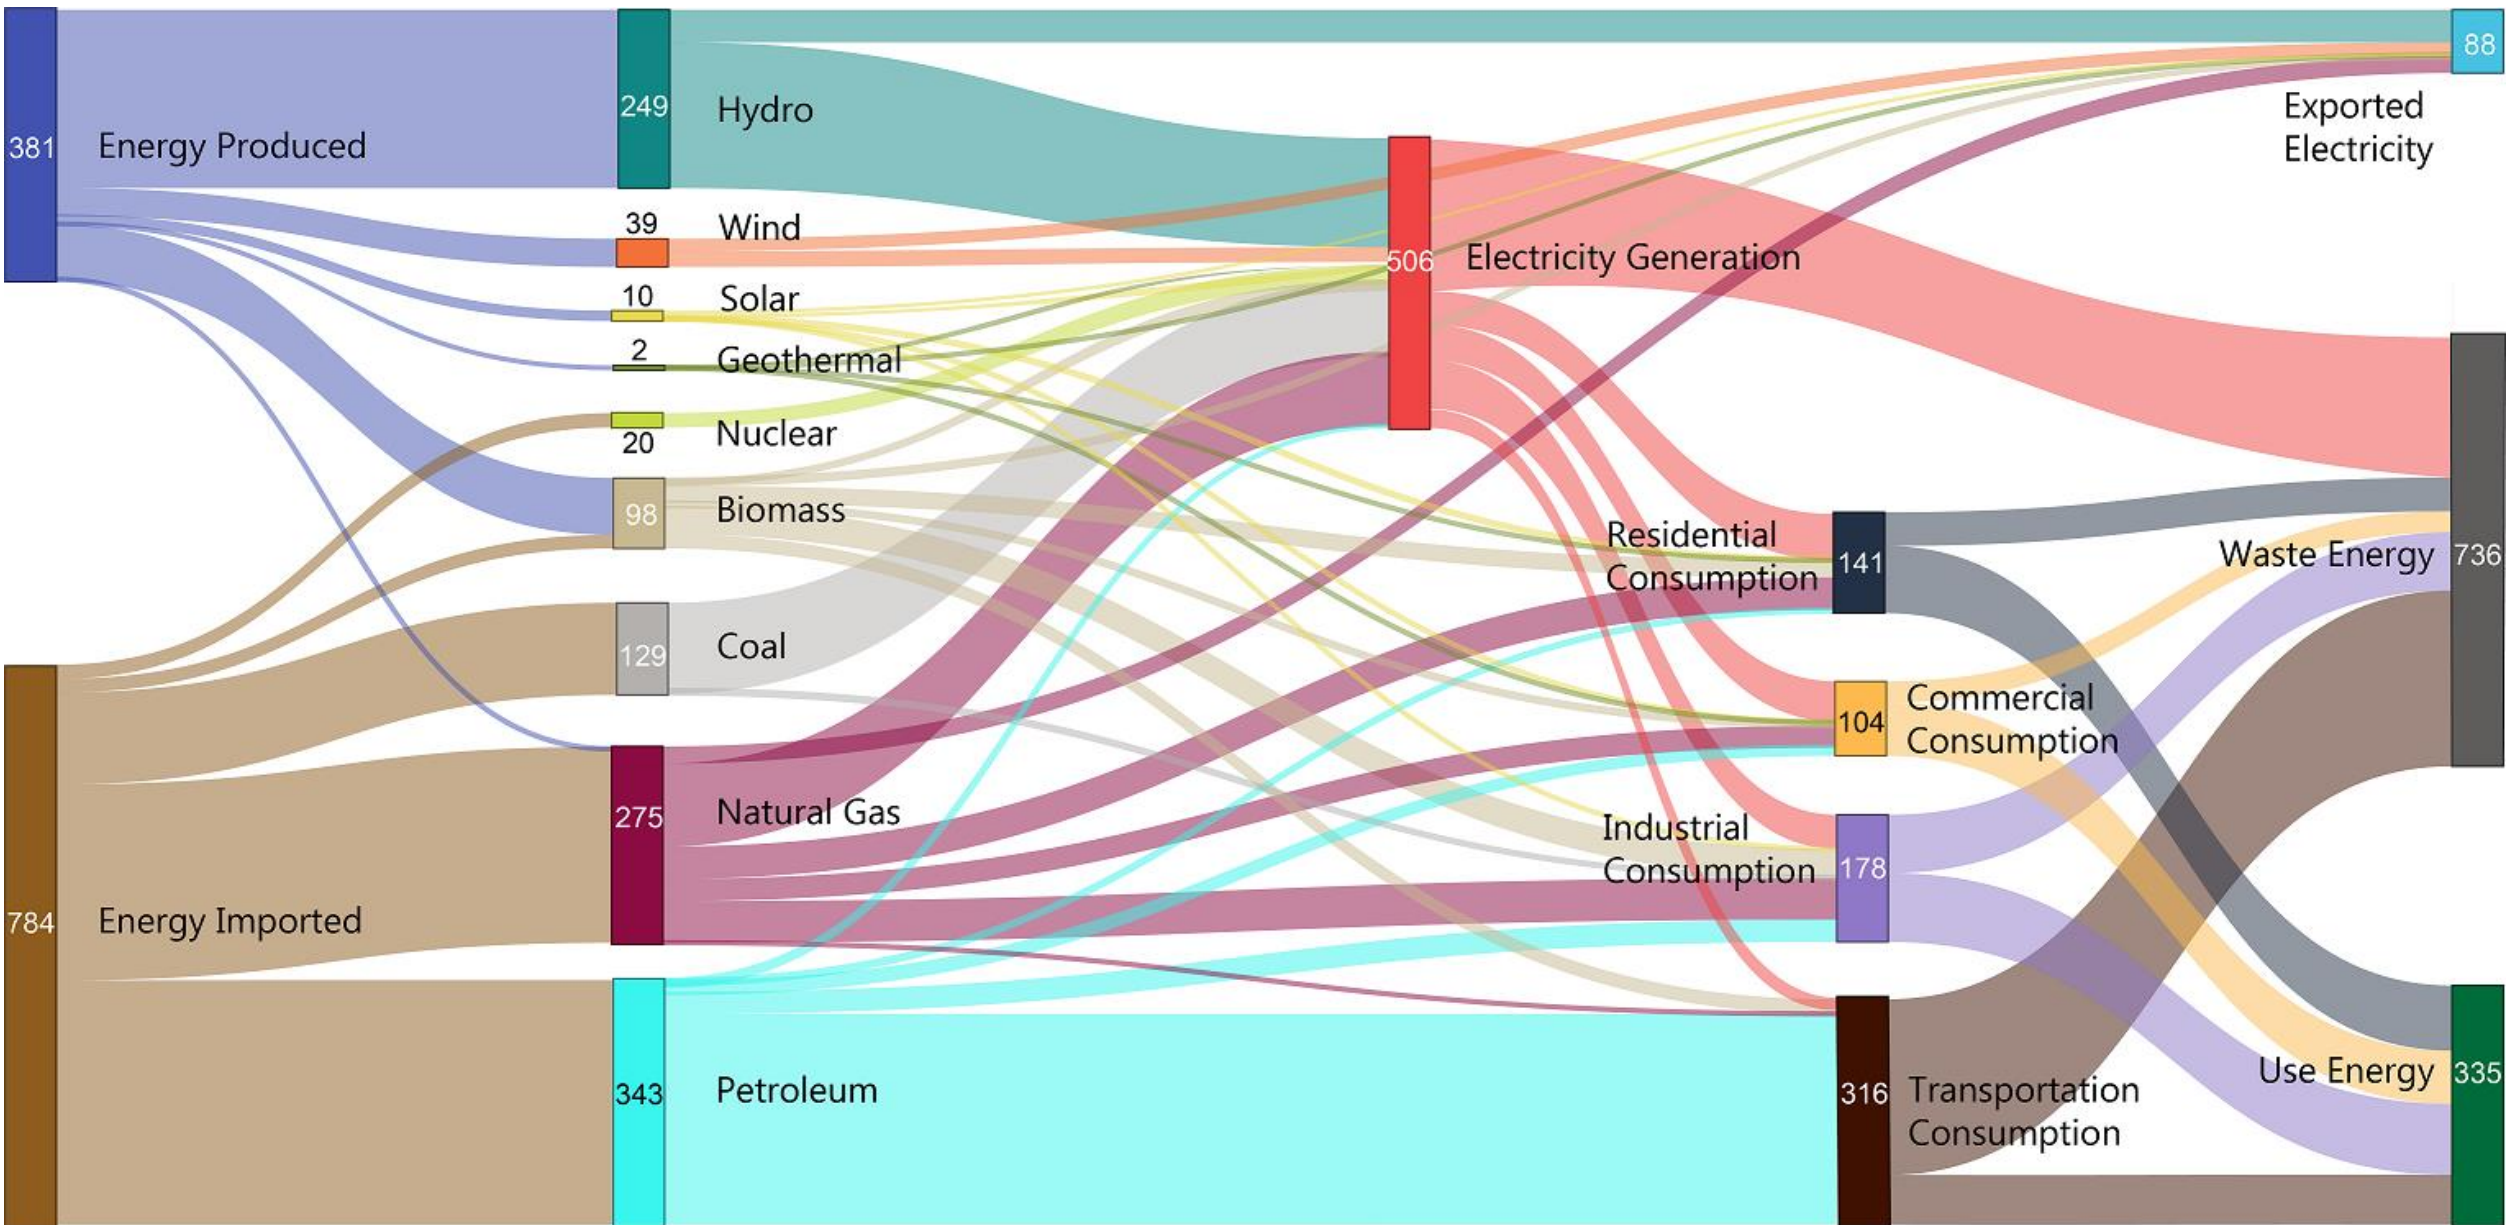 381
Energy Produced
784
Energy Imported
249
Hydro
39
Wind
10
Solar
2
Geothermal
20
Nuclear
98
Biomass
129
Coal
275
Natural Gas
343
Petroleum
506
Electricity Generation
Residential
Consumption
141
104
Commercial
Consumption
Industrial
Consumption
178
316
Transportation
Consumption
88
Exported
Electricity
Waste Energy
736
Use Energy
335